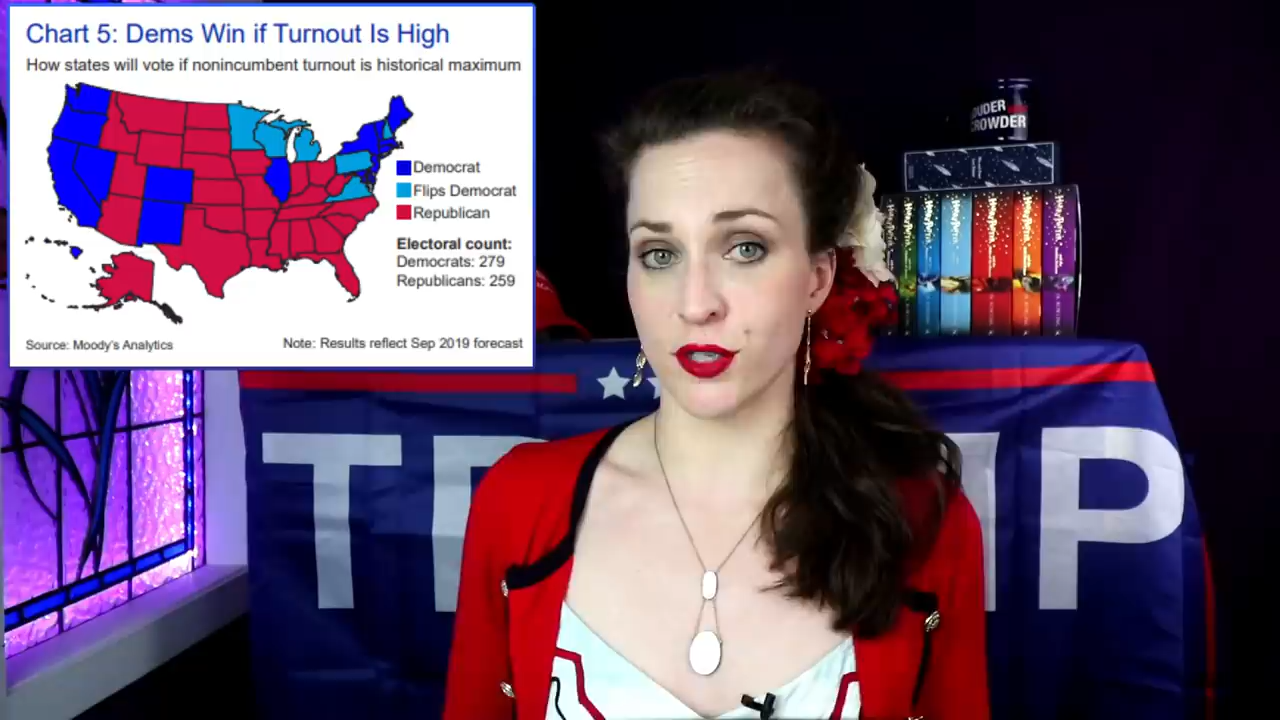 Chart 5: Dems Win if Turnout Is High
How states will vote if nonincumbent turnout is historical maximum
Democrat
Flips Democrat
Republican
Electoral count:
Democrats: 279
Republicans: 259
Source: Moody's Analytics
Note: Results reflect Sep 2019 forecast
CROWDER